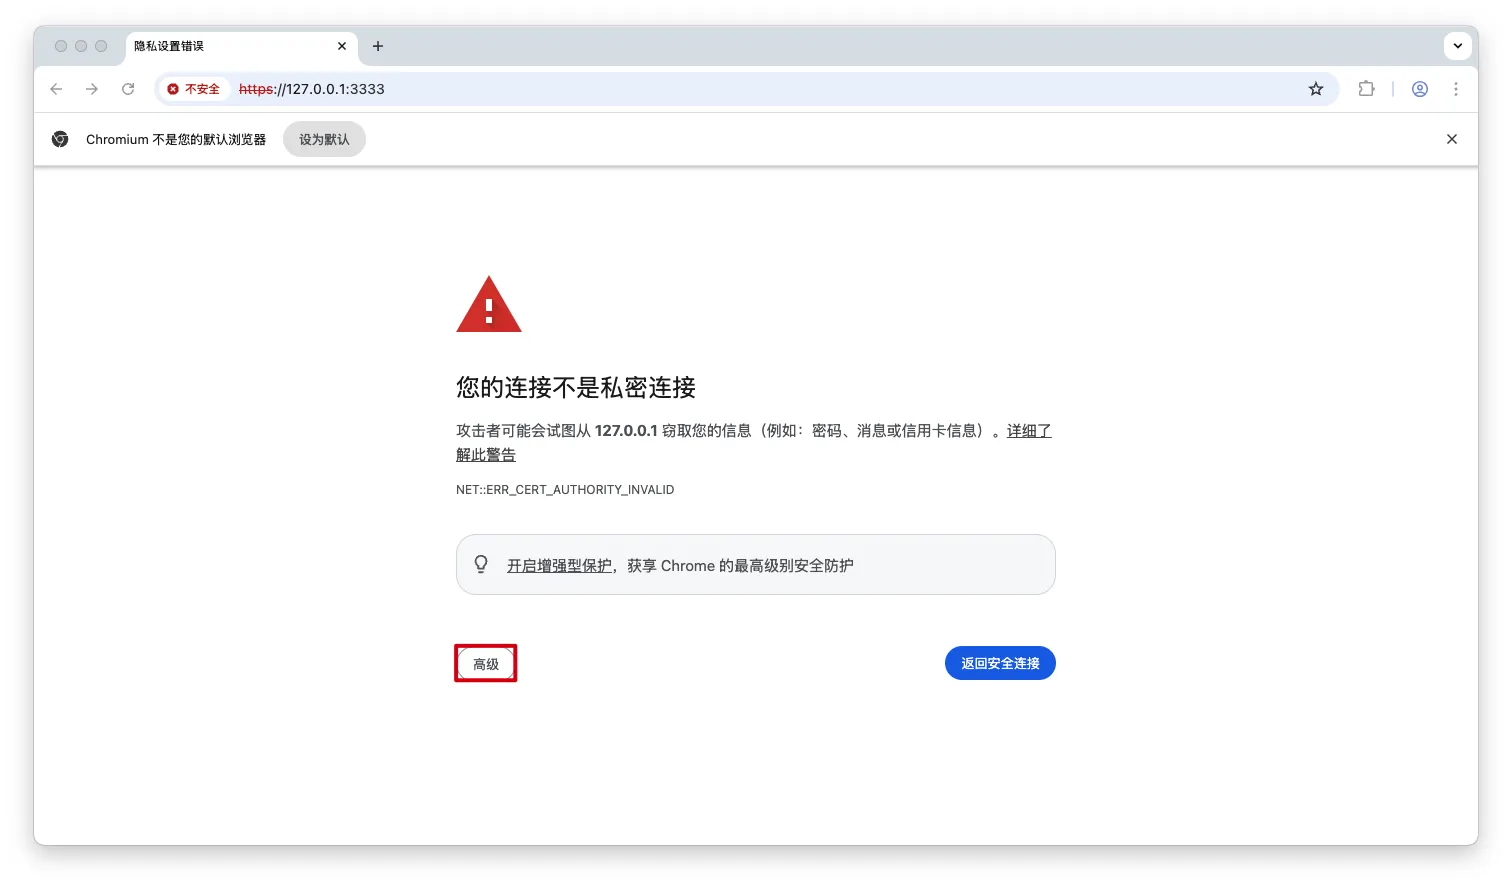 隐私设置错误
不安全 https://127.0.0.1:3333
Chromium 不是您的默认浏览器 设为默认
您的连接不是私密连接
攻击者可能会试图从 127.0.0.1 窃取您的信息（例如：密码、消息或信用卡信息）。详细了
解此警告
NET::ERR_CERT_AUTHORITY_INVALID
开启增强型保护，获享 Chrome 的最高级别安全防护
高级 返回安全连接